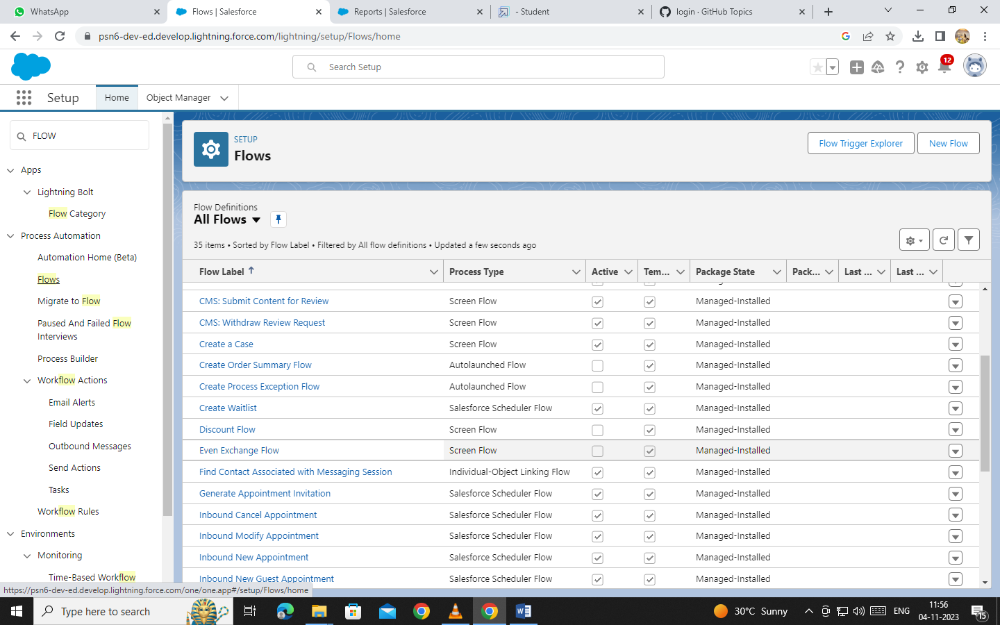 WhatsApp
Flows | Salesforce
Reports | Salesforce
- Student
login · GitHub Topics
psn6-dev-ed.develop.lightning.force.com/lightning/setup/Flows/home
Search Setup
12
Setup
Home
Object Manager
FLOW
Apps
Lightning Bolt
Flow Category
Process Automation
Automation Home (Beta)
Flows
Migrate to Flow
Paused And Failed Flow
Interviews
Process Builder
Workflow Actions
Email Alerts
Field Updates
Outbound Messages
Send Actions
Tasks
Workflow Rules
Environments
Monitoring
Time-Based Workflow
SETUP
Flows
Flow Trigger Explorer
New Flow
Flow Definitions
All Flows
35 items • Sorted by Flow Label • Filtered by All flow definitions • Updated a few seconds ago
Flow Label Process Type Active Tem... Package State Pack... Last ... Last ...
CMS: Submit Content for Review Screen Flow Managed-Installed
CMS: Withdraw Review Request Screen Flow Managed-Installed
Create a Case Screen Flow Managed-Installed
Create Order Summary Flow Autolaunched Flow Managed-Installed
Create Process Exception Flow Autolaunched Flow Managed-Installed
Create Waitlist Salesforce Scheduler Flow Managed-Installed
Discount Flow Screen Flow Managed-Installed
Even Exchange Flow Screen Flow Managed-Installed
Find Contact Associated with Messaging Session Individual-Object Linking Flow Managed-Installed
Generate Appointment Invitation Salesforce Scheduler Flow Managed-Installed
Inbound Cancel Appointment Salesforce Scheduler Flow Managed-Installed
Inbound Modify Appointment Salesforce Scheduler Flow Managed-Installed
Inbound New Appointment Salesforce Scheduler Flow Managed-Installed
Inbound New Guest Appointment Salesforce Scheduler Flow Managed-Installed
https://psn6-dev-ed.develop.lightning.force.com/one/one.app#/setup/Flows/home
Type here to search
30°C Sunny
ENG
11:56
04-11-2023
15